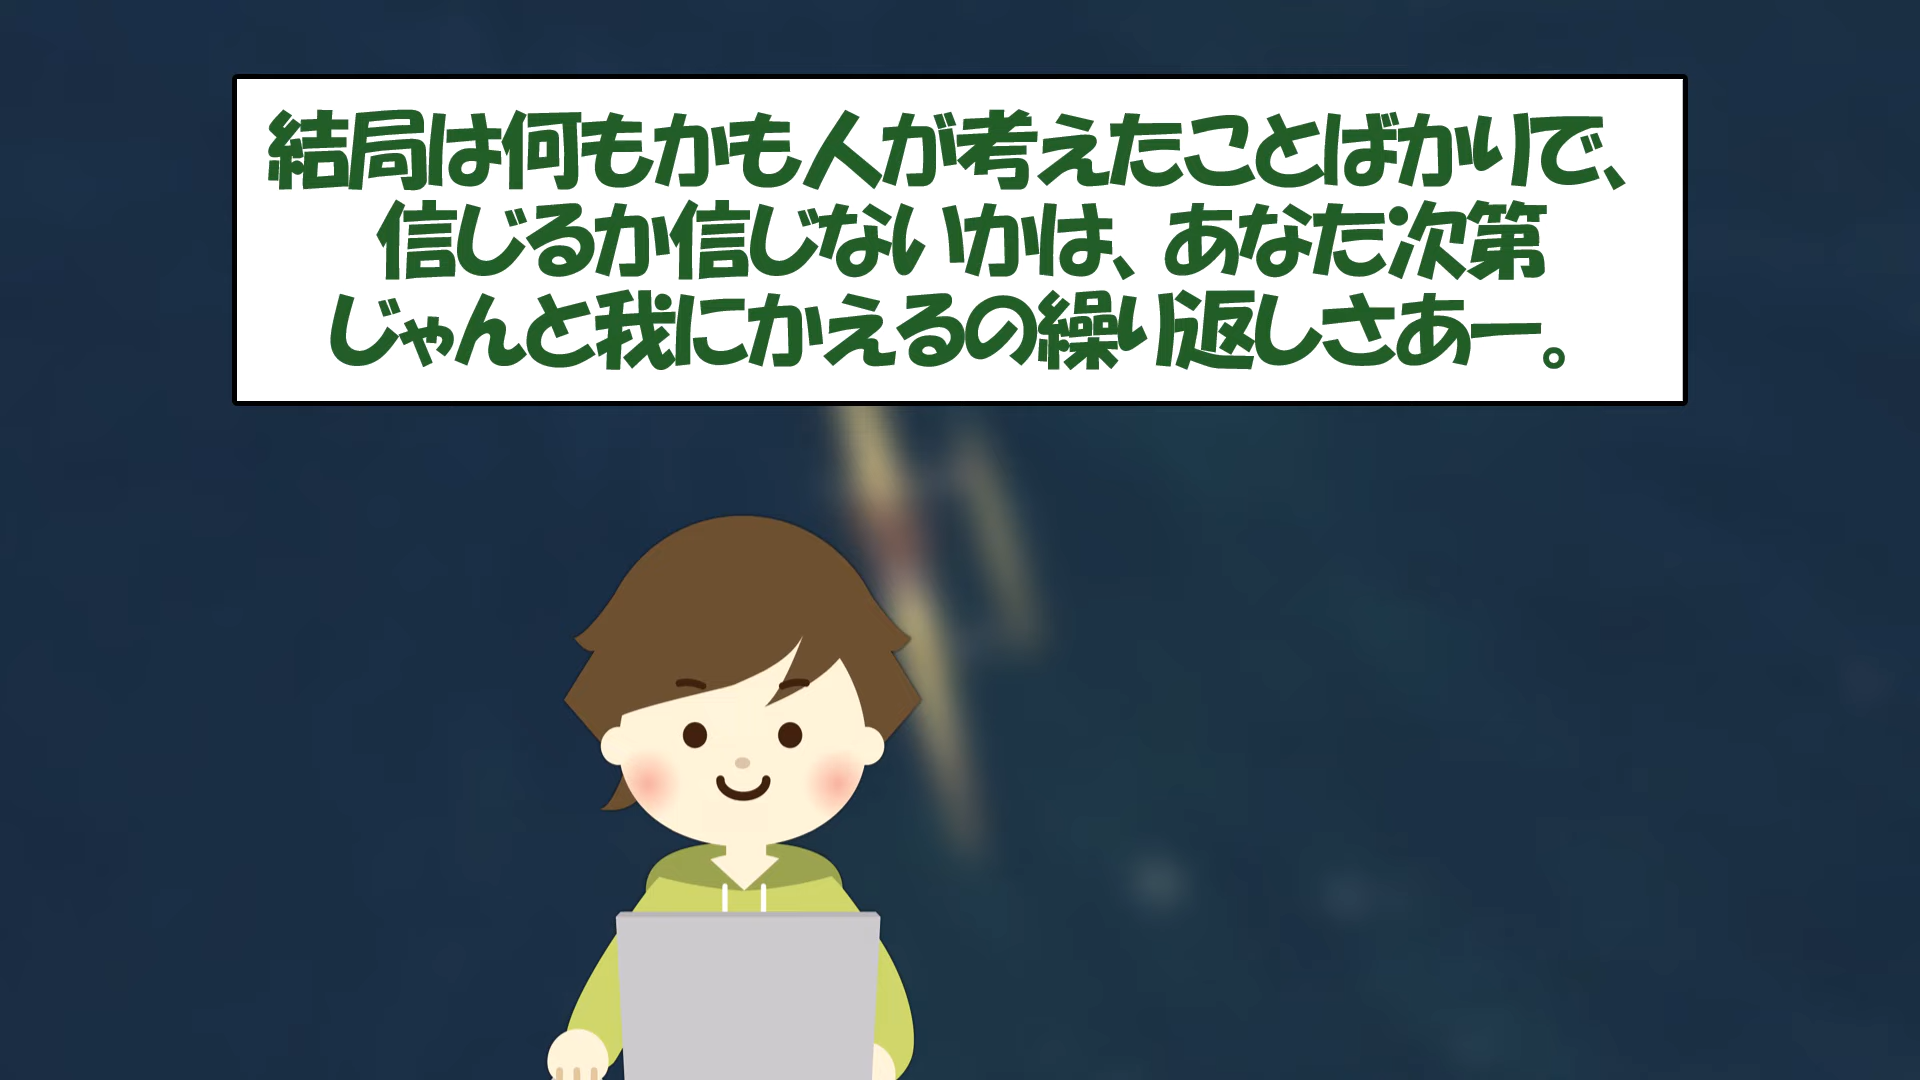 結局は何もかも人が考えたことばかりで、
信じるか信じないかは、あなた次第
じゃんと我にかえるの繰り返しさあー。